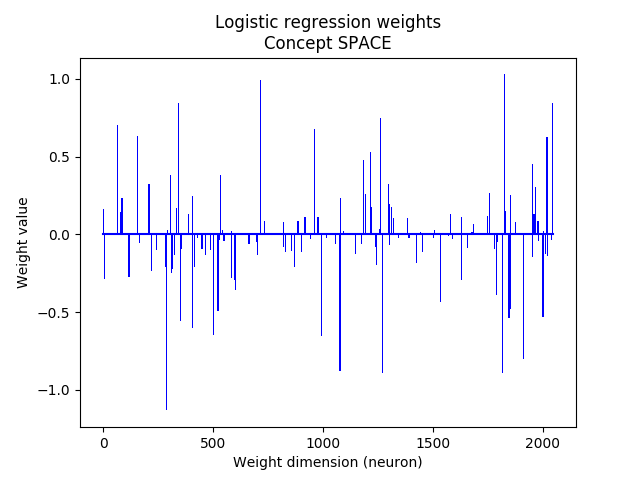 Logistic regression weights
Concept SPACE
1.0
0.5
0.0
−0.5
−1.0
Weight value
0
500
1000
1500
2000
Weight dimension (neuron)